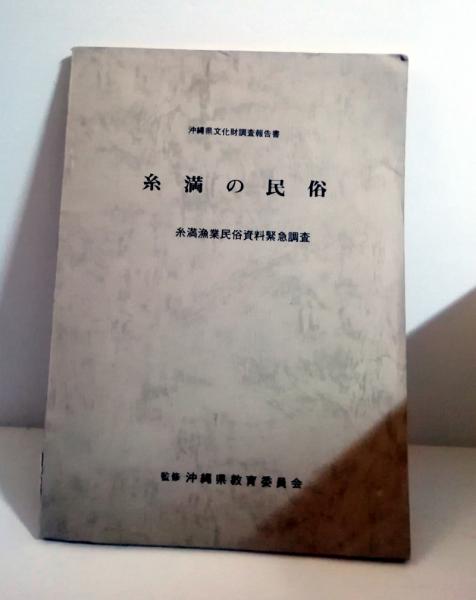 沖縄県文化財調査報告書
糸満の民俗
糸満漁業民俗資料緊急調査
監修 沖縄県教育委員会